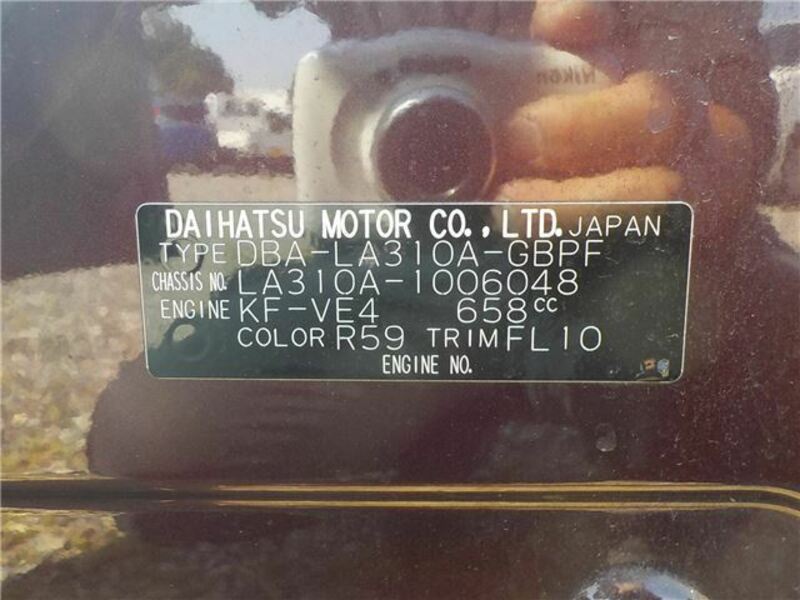 Nikon
DAIHATSU MOTOR CO., LTD. JAPAN
TYPE DBA-LA310A-GBPF
CHASSIS NO. LA310A-1006048
ENGINE KF-VE4 658cc
COLOR R59 TRIM FL10
ENGINE NO.